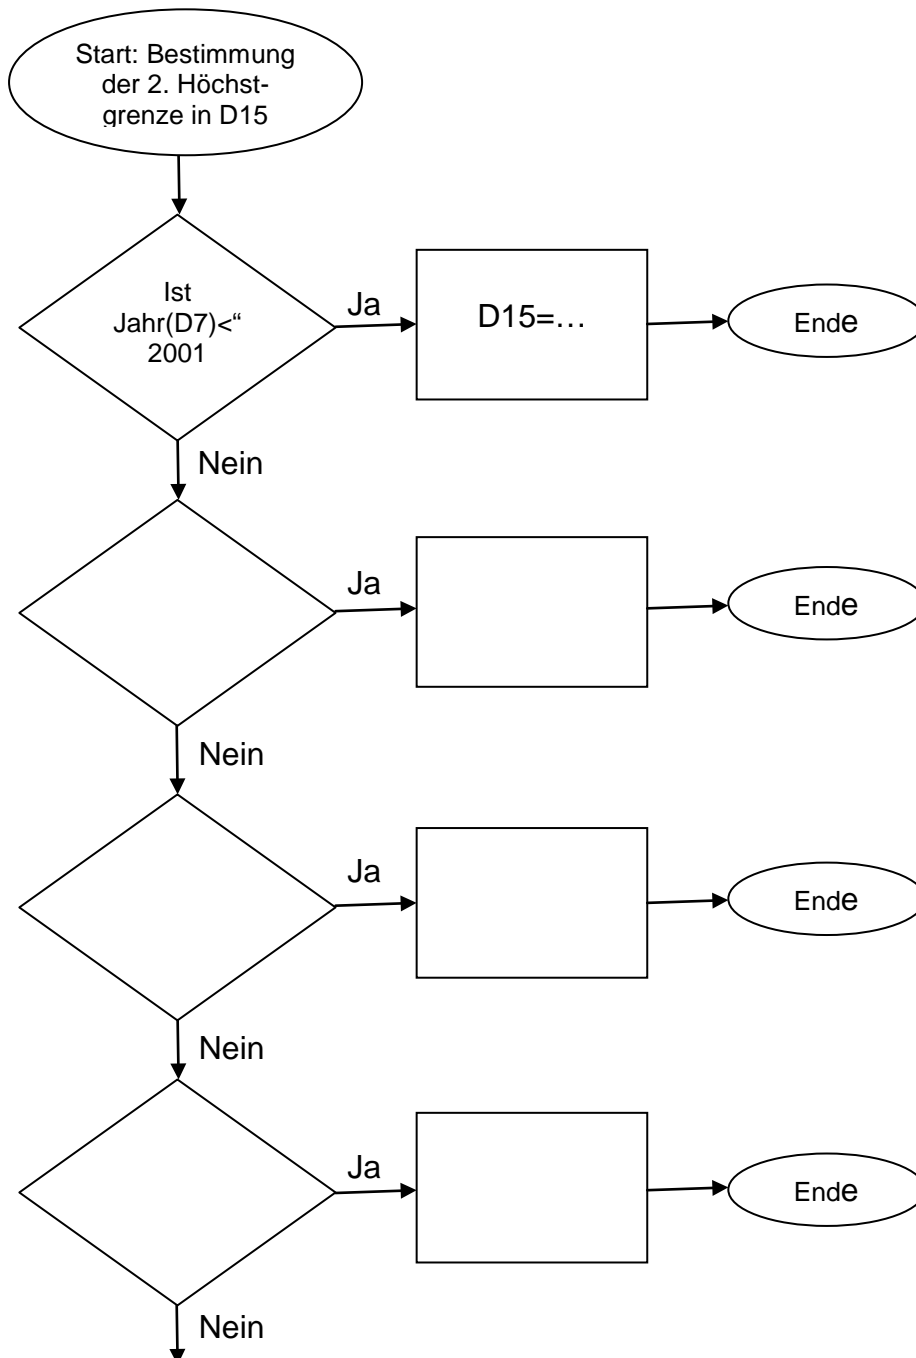 Start: Bestimmung
der 2. Höchst-
grenze in D15
Ist
Jahr(D7)<“
2001
Ja
D15=…
Ende
Nein
Ja
Ende
Nein
Ja
Ende
Nein
Ja
Ende
Nein